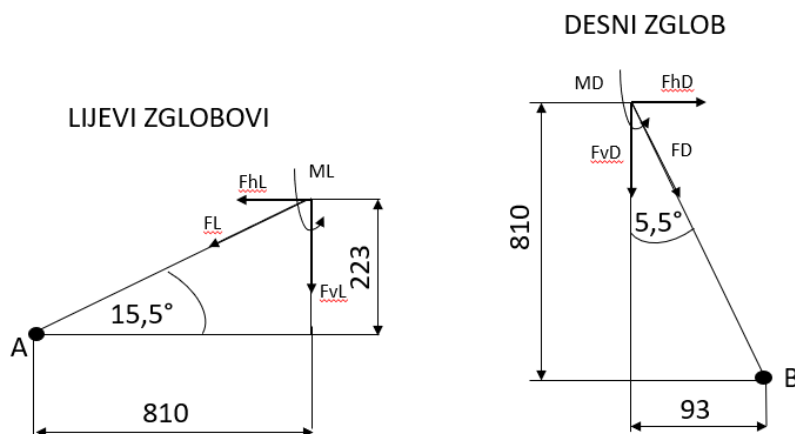 DESNI ZGLOB
LIJEVI ZGLOBOVI
MD
FhD
FvD
FD
810
5,5°
B
93
ML
FhL
FL
FvL
223
15,5°
A
810